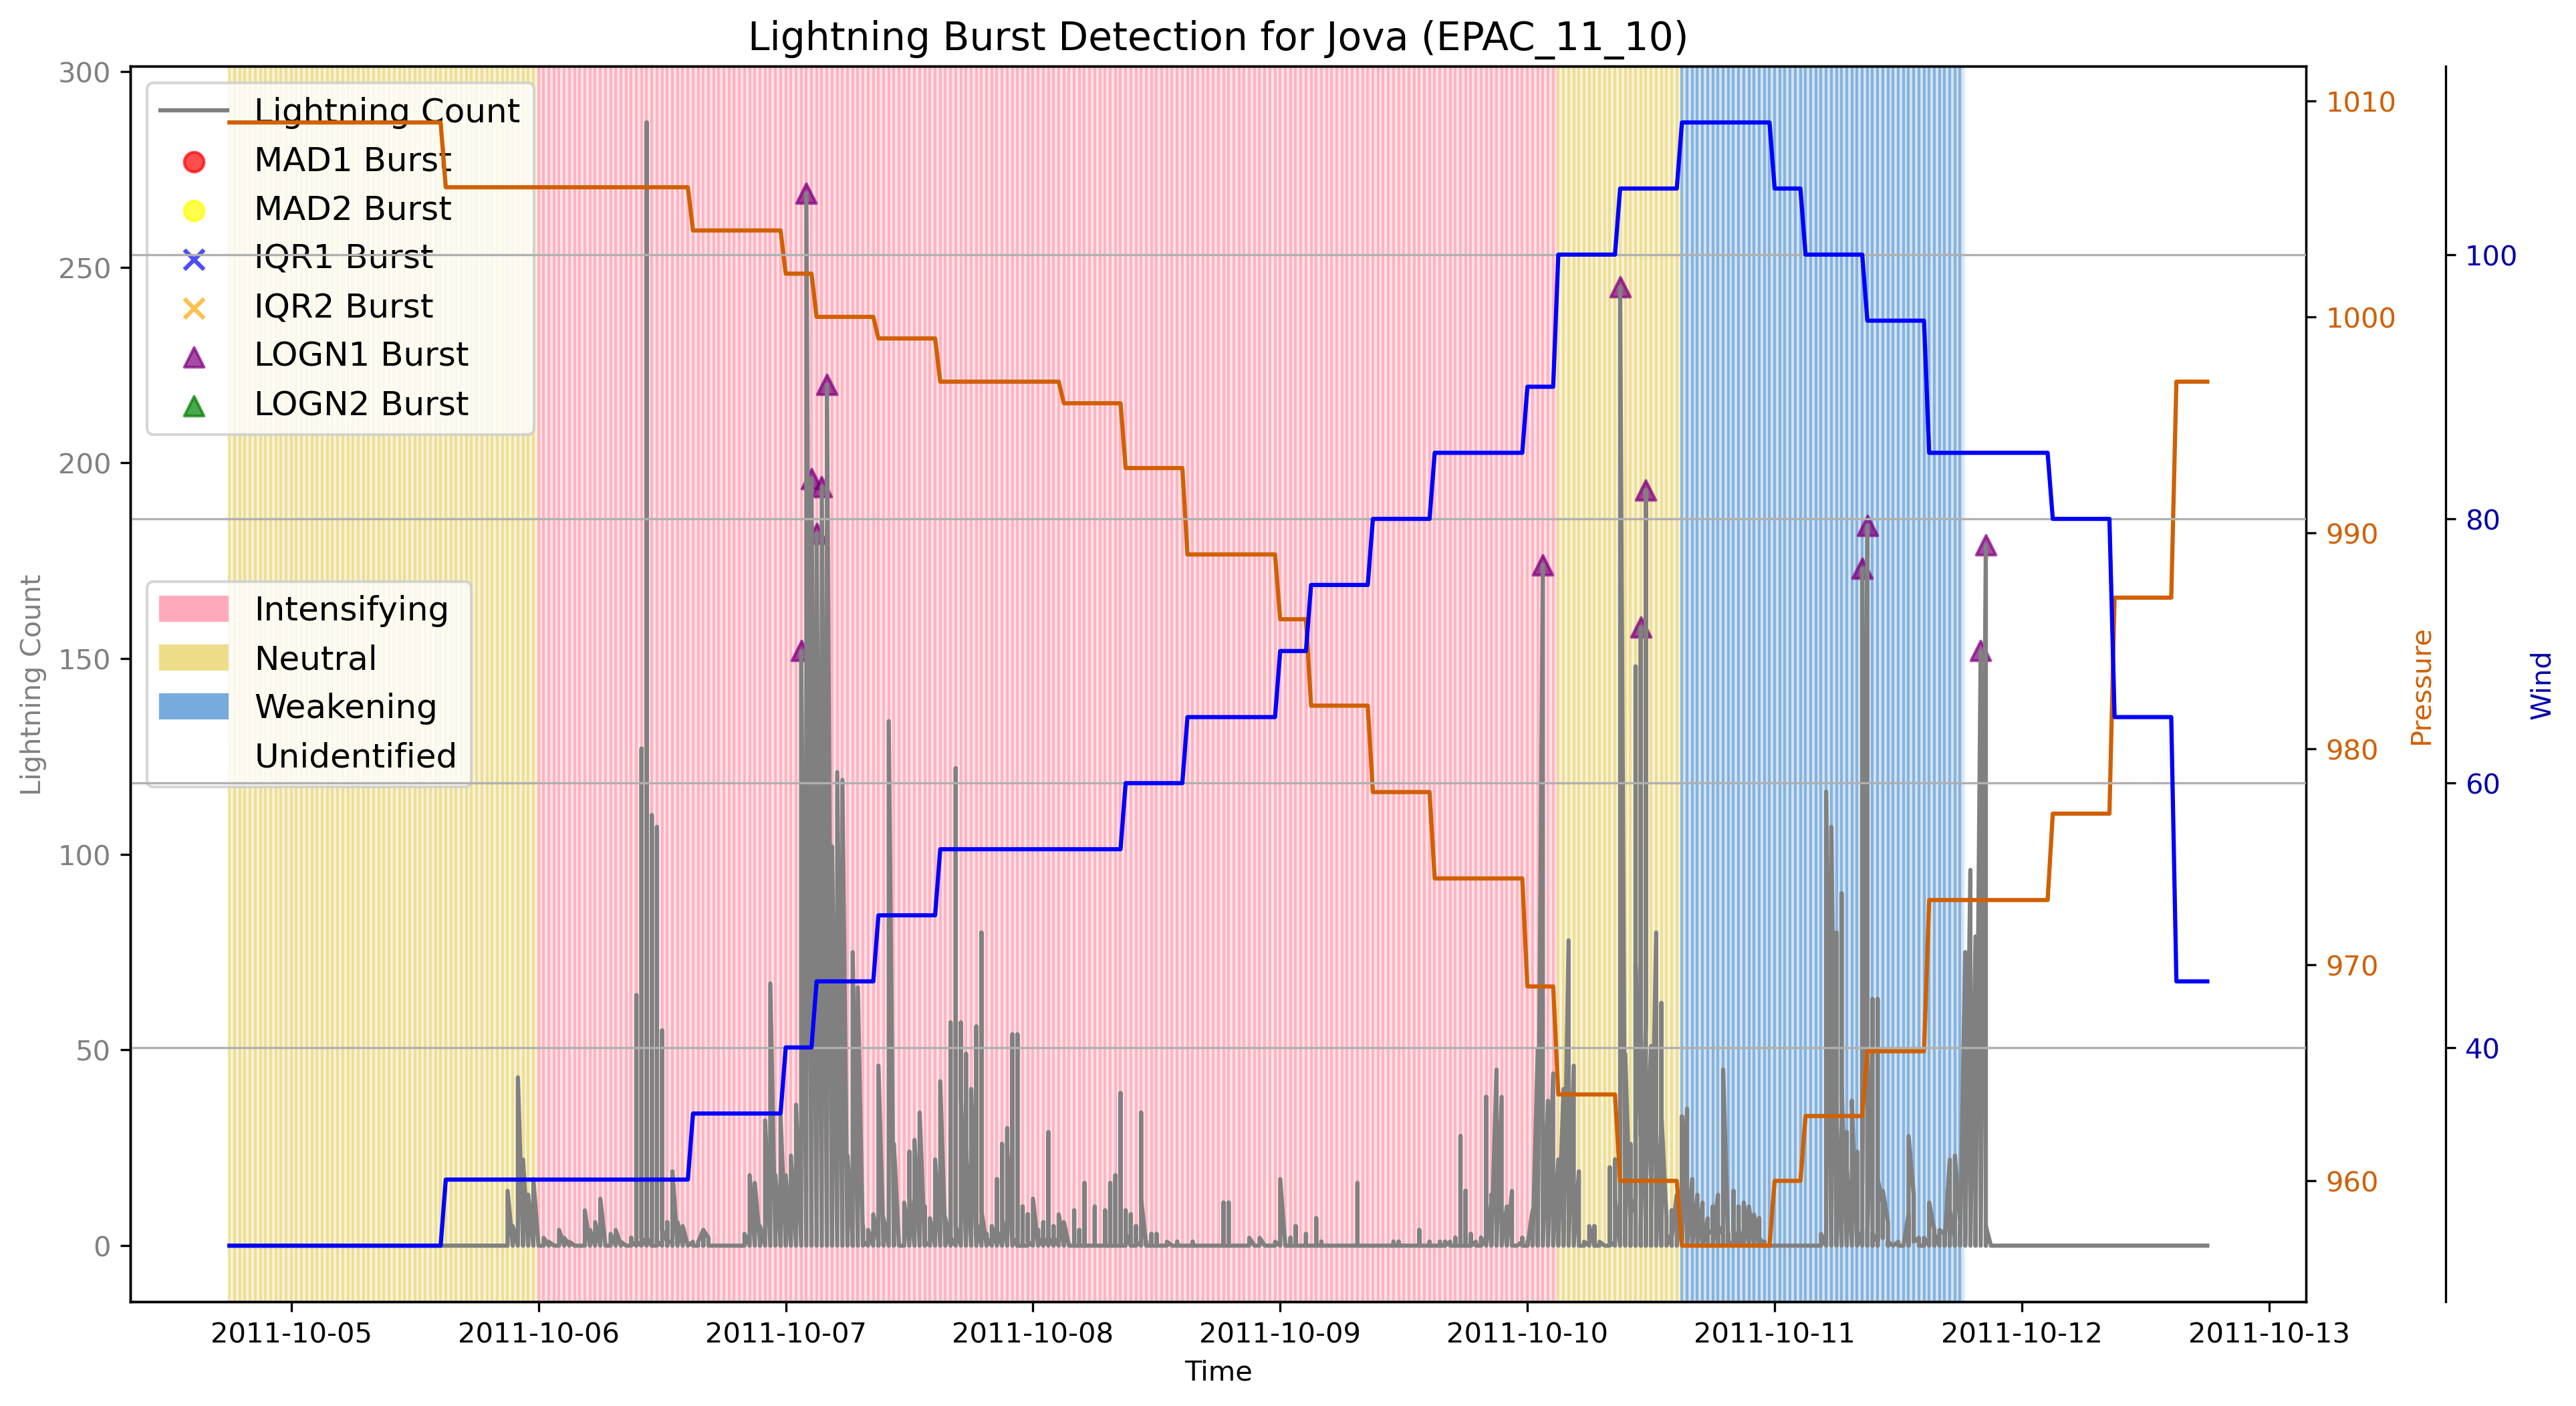 Lightning Burst Detection for Jova (EPAC_11_10)
300
250
200
150
100
50
0
Lightning Count
Lightning Count
MAD1 Burst
MAD2 Burst
IQR1 Burst
IQR2 Burst
LOGN1 Burst
LOGN2 Burst
Intensifying
Neutral
Weakening
Unidentified
1010
1000
990
980
970
960
Pressure
100
80
60
40
Wind
2011-10-05 2011-10-06 2011-10-07 2011-10-08 2011-10-09 2011-10-10 2011-10-11 2011-10-12 2011-10-13
Time